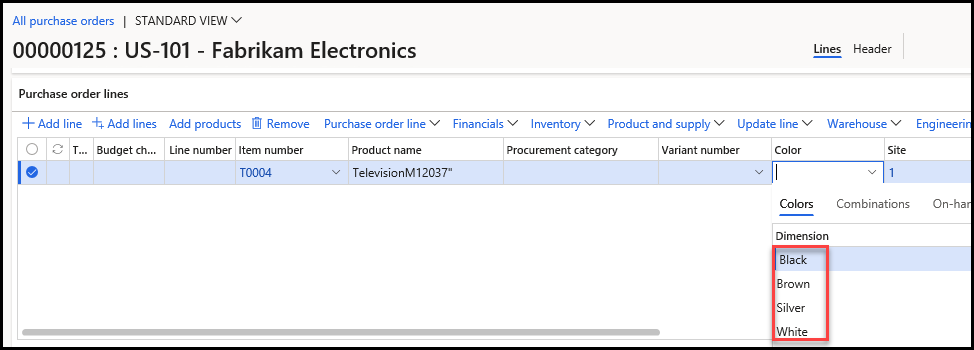 All purchase orders | STANDARD VIEW
00000125 : US-101 - Fabrikam Electronics
Lines Header
Purchase order lines
Add line Add lines Add products Remove Purchase order line Financials Inventory Product and supply Update line Warehouse Engineerin
T... Budget ch... Line number Item number Product name Procurement category Variant number Color Site
T0004 TelevisionM12037" 1
Colors Combinations On-han
Dimension
Black
Brown
Silver
White